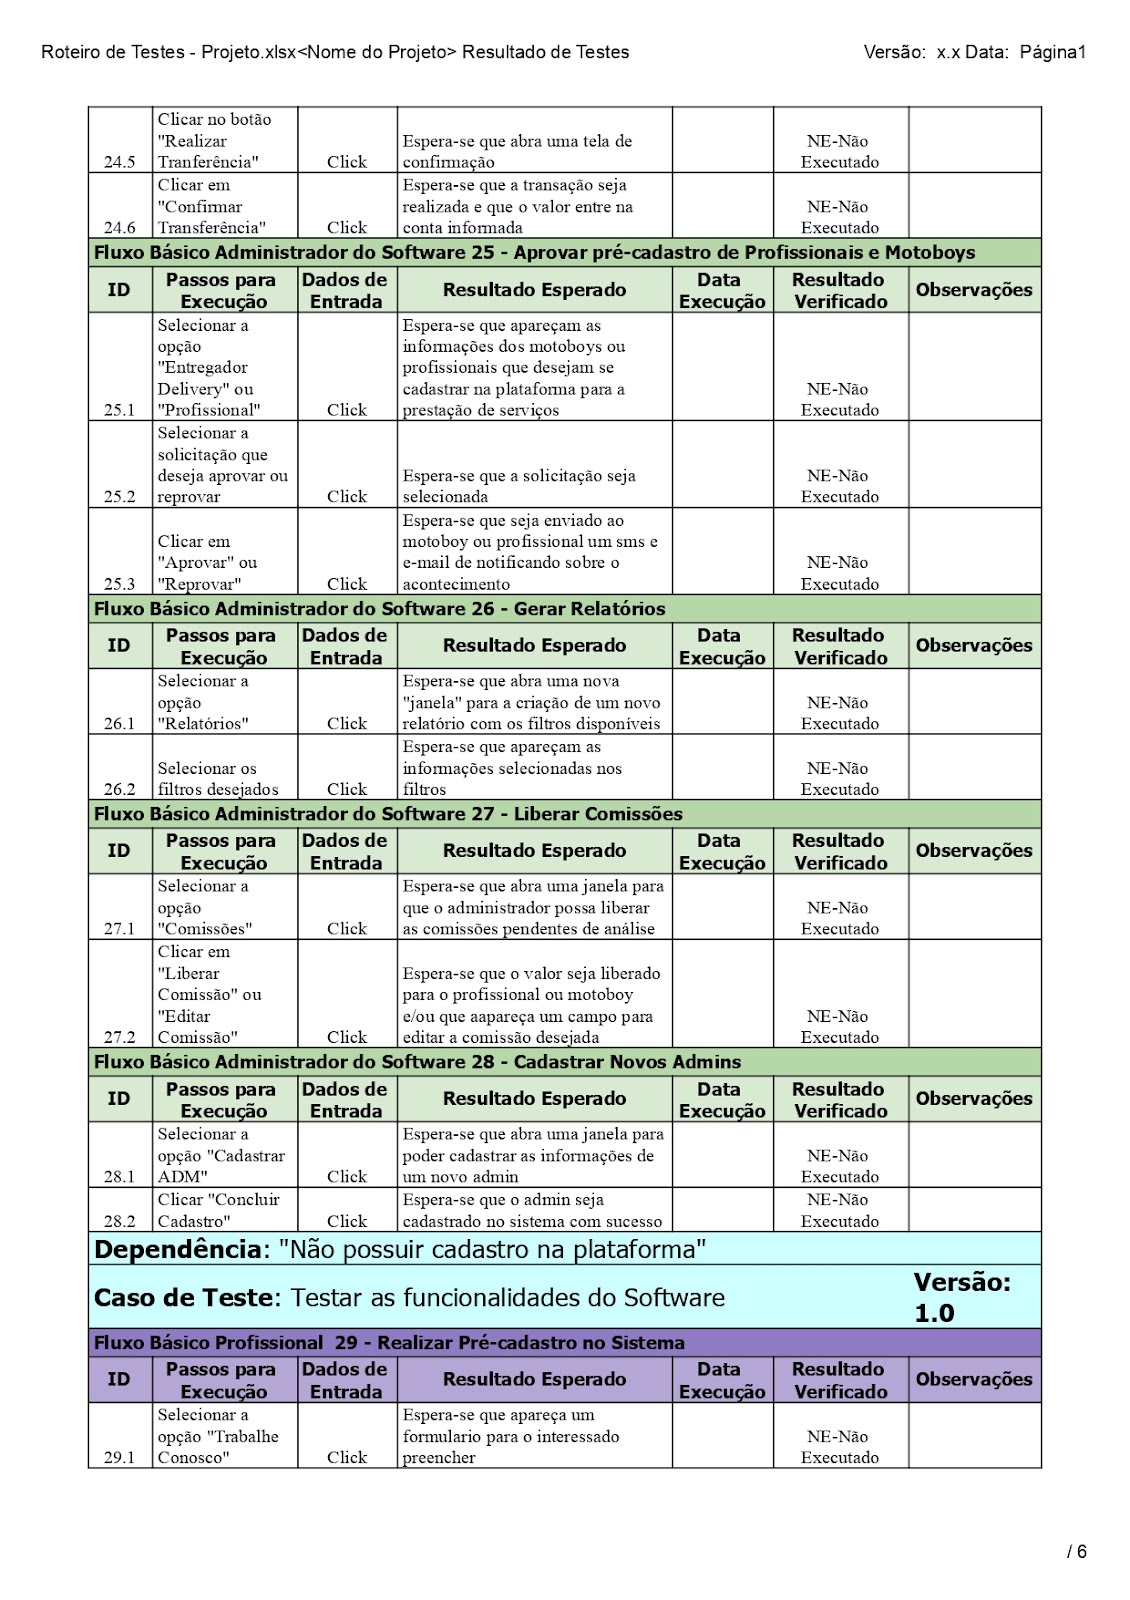 Roteiro de Testes - Projeto.xlsx<Nome do Projeto> Resultado de Testes Versão: x.x Data: Página1
Clicar no botão
"Realizar
Tranferência"
24.5
Click
Espera-se que abra uma tela de
confirmação
NE-Não
Executado
Clicar em
"Confirmar
Transferência"
24.6
Click
Espera-se que a transação seja
realizada e que o valor entre na
conta informada
NE-Não
Executado
Fluxo Básico Administrador do Software 25 - Aprovar pré-cadastro de Profissionais e Motoboys
ID
Passos para
Execução
Dados de
Entrada
Resultado Esperado
Data
Execução
Resultado
Verificado
Observações
25.1
Selecionar a
opção
"Entregador
Delivery" ou
"Profissional"
Click
Espera-se que apareçam as
informações dos motoboys ou
profissionais que desejam se
cadastrar na plataforma para a
prestação de serviços
NE-Não
Executado
25.2
Selecionar a
solicitação que
deseja aprovar ou
reprovar
Click
Espera-se que a solicitação seja
selecionada
NE-Não
Executado
25.3
Clicar em
"Aprovar" ou
"Reprovar"
Click
Espera-se que seja enviado ao
motoboy ou profissional um sms e
e-mail de notificando sobre o
acontecimento
NE-Não
Executado
Fluxo Básico Administrador do Software 26 - Gerar Relatórios
ID
Passos para
Execução
Dados de
Entrada
Resultado Esperado
Data
Execução
Resultado
Verificado
Observações
26.1
Selecionar a
opção
"Relatórios"
Click
Espera-se que abra uma nova
"janela" para a criação de um novo
relatório com os filtros disponíveis
NE-Não
Executado
26.2
Selecionar os
filtros desejados
Click
Espera-se que apareçam as
informações selecionadas nos
filtros
NE-Não
Executado
Fluxo Básico Administrador do Software 27 - Liberar Comissões
ID
Passos para
Execução
Dados de
Entrada
Resultado Esperado
Data
Execução
Resultado
Verificado
Observações
27.1
Selecionar a
opção
"Comissões"
Click
Espera-se que abra uma janela para
que o administrador possa liberar
as comissões pendentes de análise
NE-Não
Executado
27.2
Clicar em
"Liberar
Comissão" ou
"Editar
Comissão"
Click
Espera-se que o valor seja liberado
para o profissional ou motoboy
e/ou que aapareça um campo para
editar a comissão desejada
NE-Não
Executado
Fluxo Básico Administrador do Software 28 - Cadastrar Novos Admins
ID
Passos para
Execução
Dados de
Entrada
Resultado Esperado
Data
Execução
Resultado
Verificado
Observações
28.1
Selecionar a
opção "Cadastrar
ADM"
Click
Espera-se que abra uma janela para
poder cadastrar as informações de
um novo admin
NE-Não
Executado
28.2
Clicar "Concluir
Cadastro"
Click
Espera-se que o admin seja
cadastrado no sistema com sucesso
NE-Não
Executado
Dependência: "Não possuir cadastro na plataforma"
Caso de Teste: Testar as funcionalidades do Software
Versão:
1.0
Fluxo Básico Profissional 29 - Realizar Pré-cadastro no Sistema
ID
Passos para
Execução
Dados de
Entrada
Resultado Esperado
Data
Execução
Resultado
Verificado
Observações
29.1
Selecionar a
opção "Trabalhe
Conosco"
Click
Espera-se que apareça um
formulario para o interessado
preencher
NE-Não
Executado
/ 6